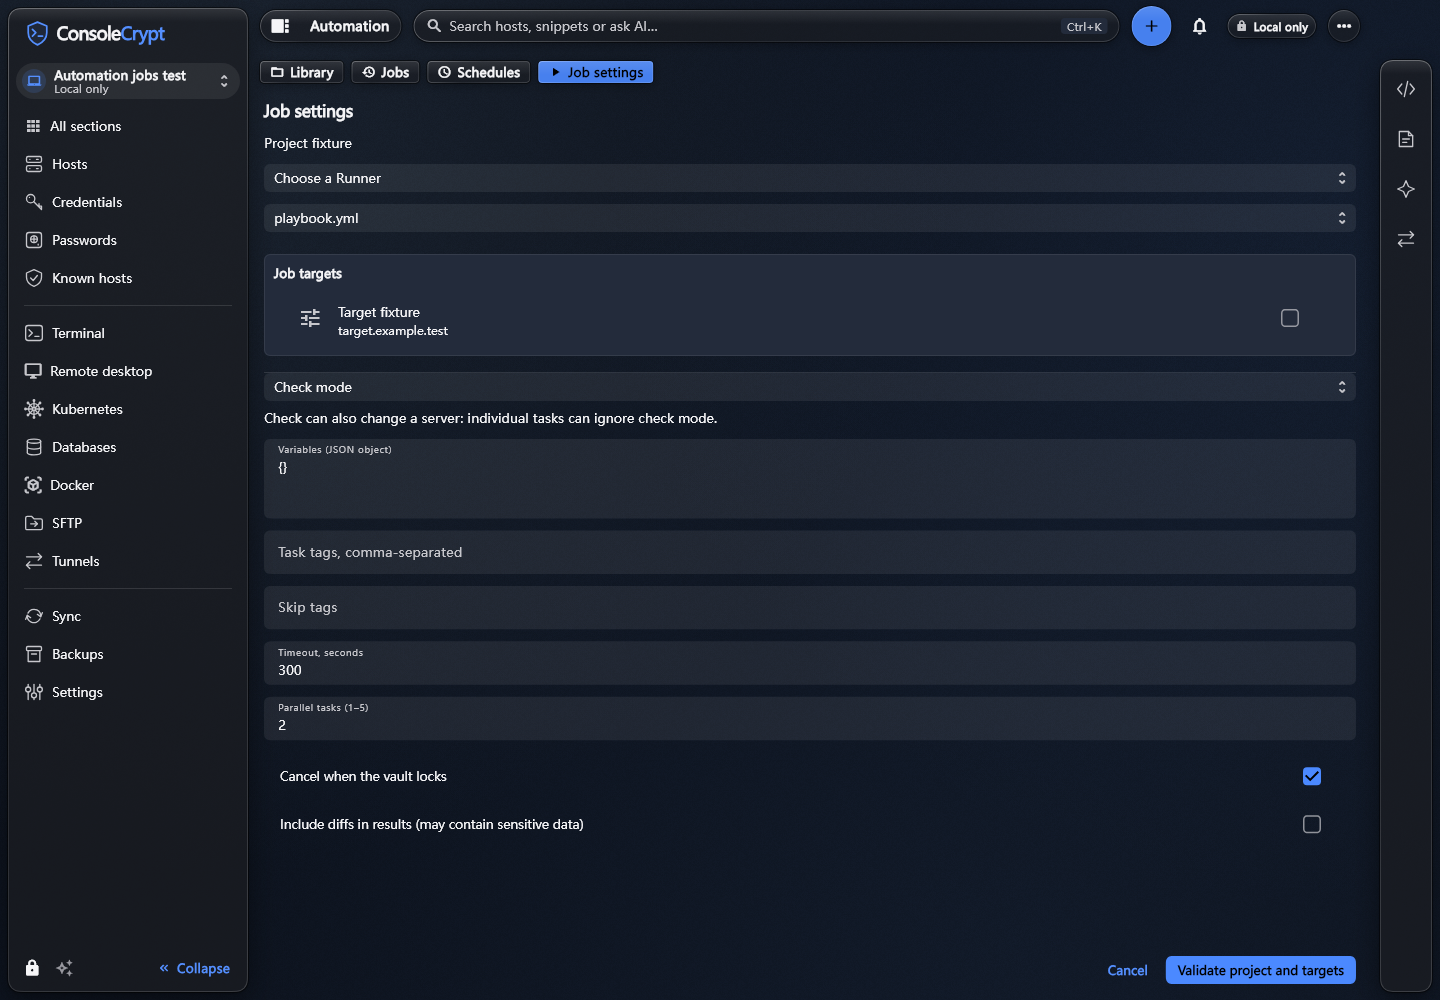 ConsoleCrypt
Automation
Search hosts, snippets or ask AI...
Ctrl+K
Local only
Automation jobs test
Local only
All sections
Hosts
Credentials
Passwords
Known hosts
Terminal
Remote desktop
Kubernetes
Databases
Docker
SFTP
Tunnels
Sync
Backups
Settings
Collapse
Library
Jobs
Schedules
Job settings
Job settings
Project fixture
Choose a Runner
playbook.yml
Job targets
Target fixture
target.example.test
Check mode
Check can also change a server: individual tasks can ignore check mode.
Variables (JSON object)
{}
Task tags, comma-separated
Skip tags
Timeout, seconds
300
Parallel tasks (1–5)
2
Cancel when the vault locks
Include diffs in results (may contain sensitive data)
Cancel
Validate project and targets